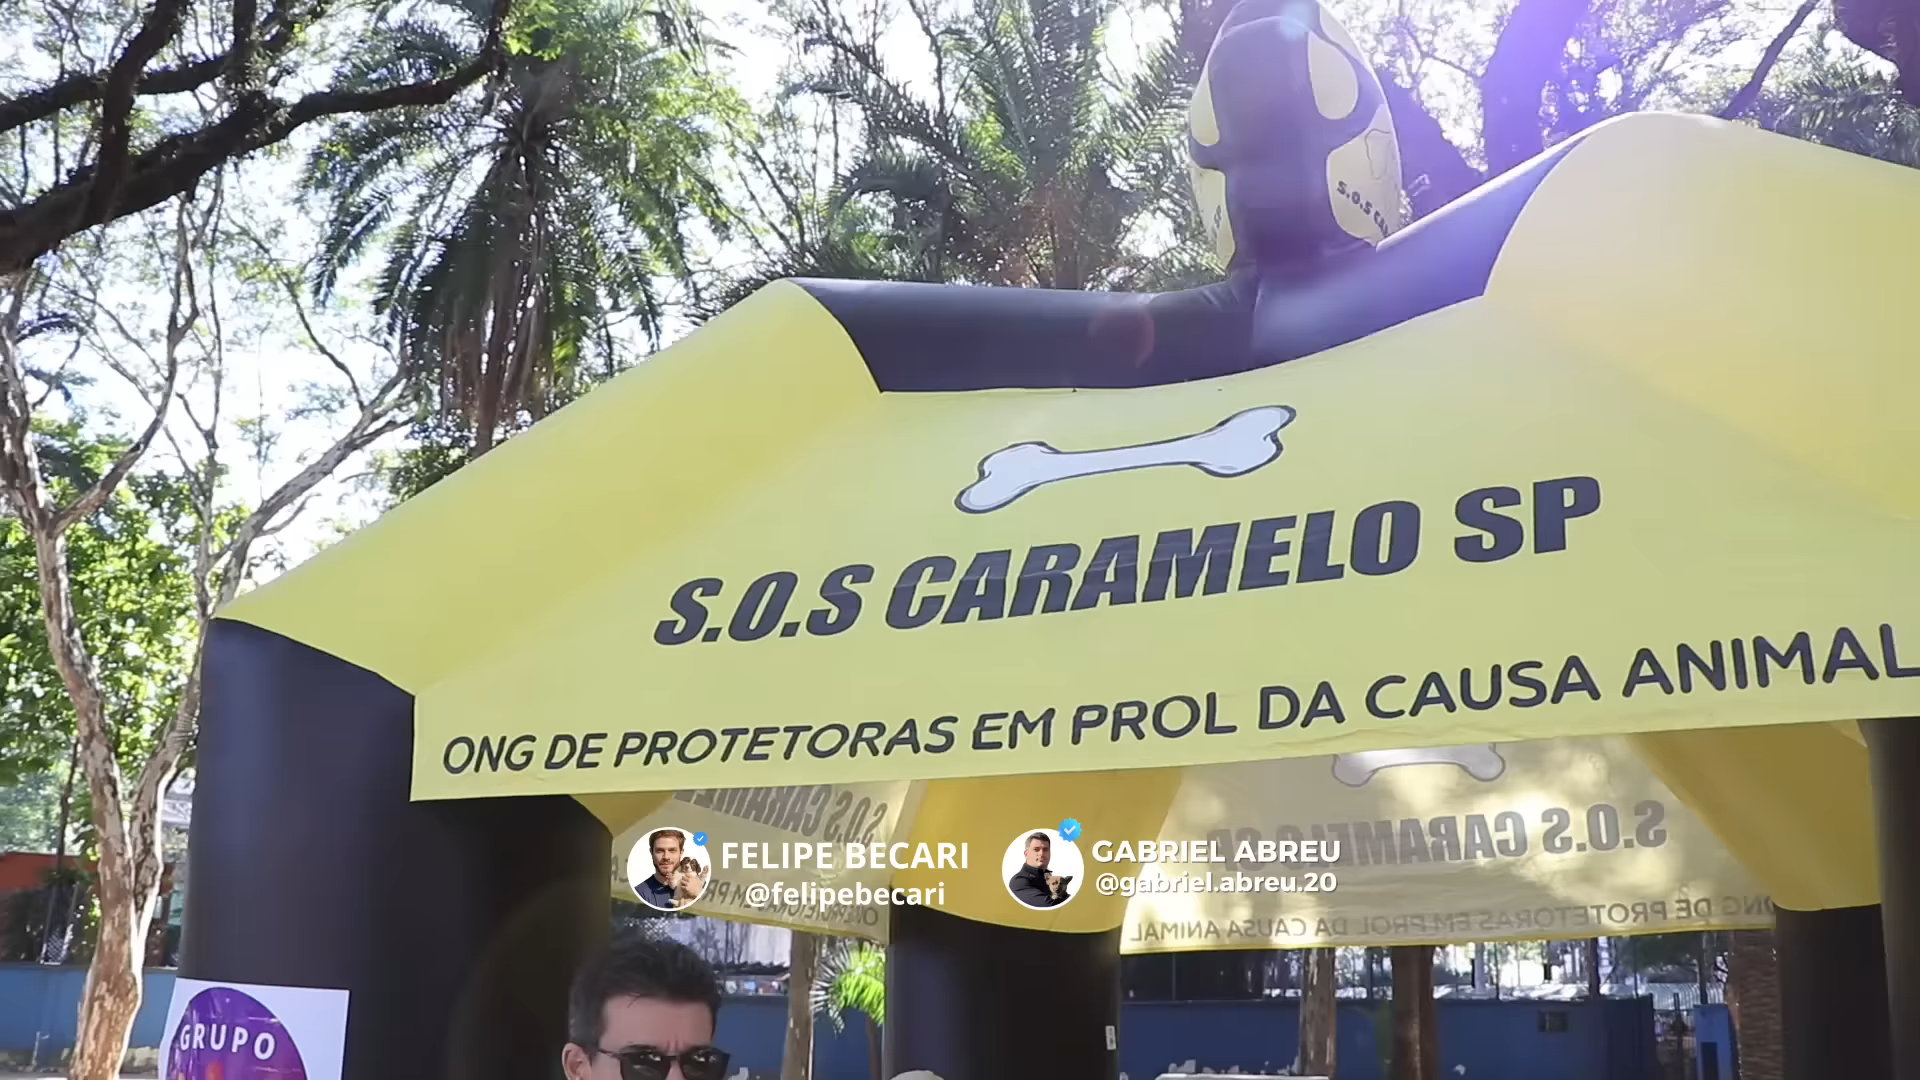 S.O.S CA
S.O.S CARAMELO SP
ONG DE PROTETORAS EM PROL DA CAUSA ANIMAL
S.O.S CARAMELO SP
ONG DE PROTETORAS EM PROL DA CAUSA ANIMAL
FELIPE BECARI
@felipebecari
GABRIEL ABREU
@gabriel.abreu.20
GRUPO